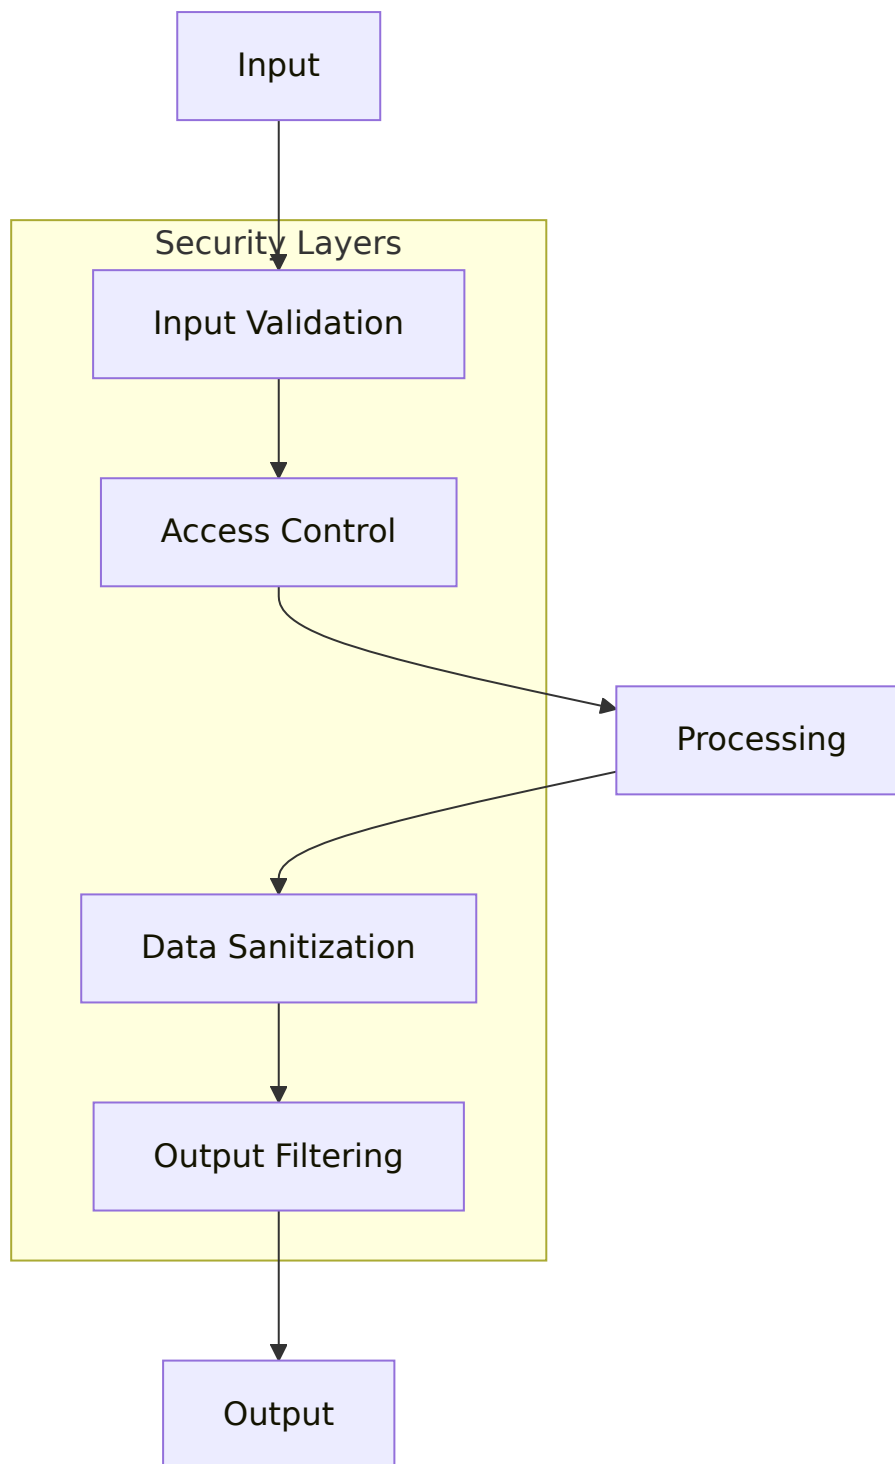 Input
Security Layers
Input Validation
Access Control
Processing
Data Sanitization
Output Filtering
Output